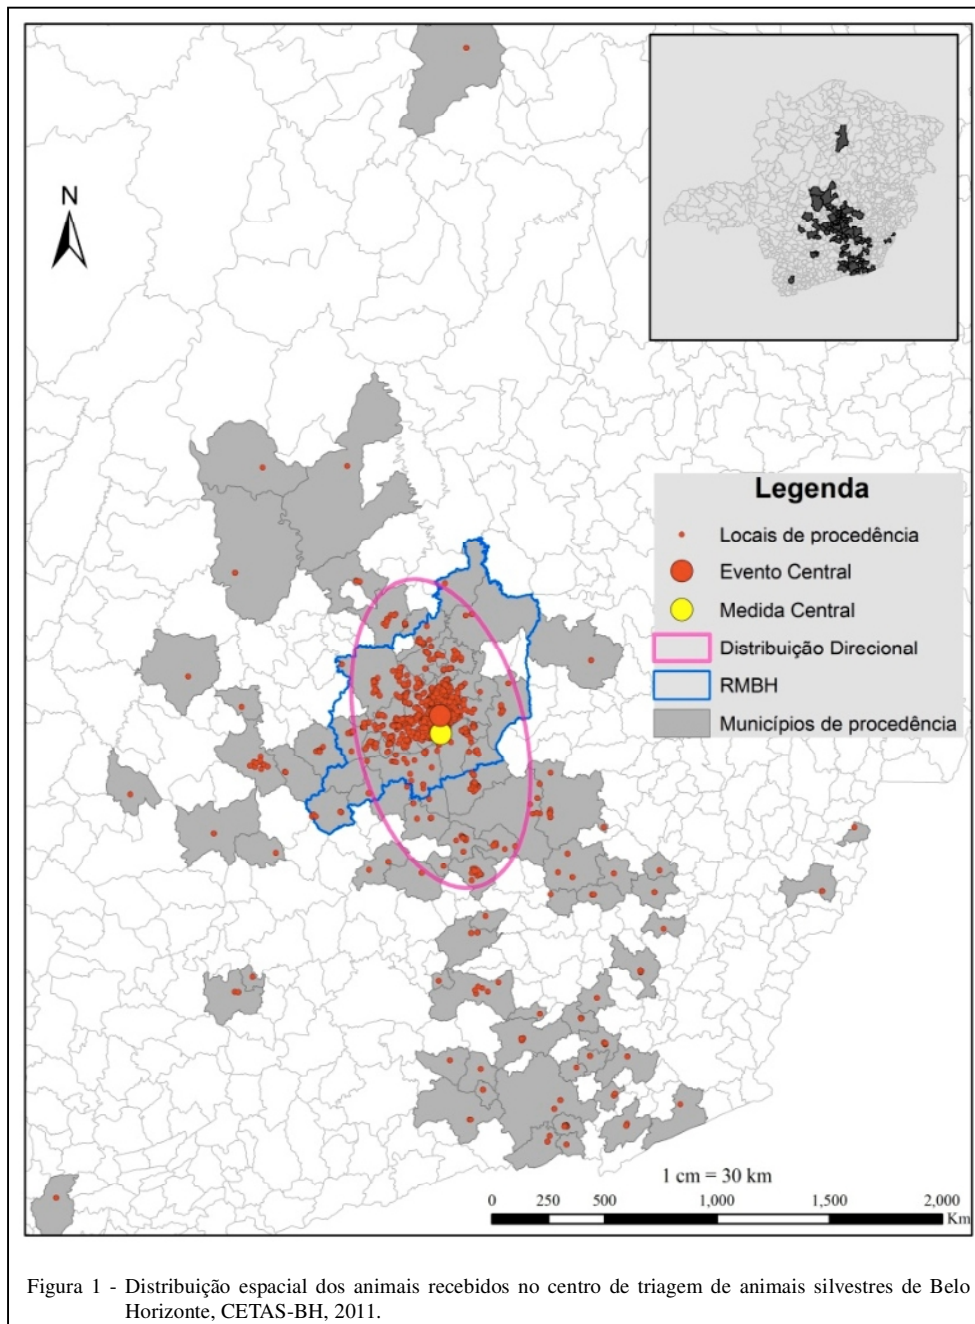 N
Legenda
Locais de procedência
Evento Central
Medida Central
Distribuição Direcional
RMBH
Municípios de procedência
1 cm = 30 km
0 250 500 1,000 1,500 2,000
Km
Figura 1 - Distribuição espacial dos animais recebidos no centro de triagem de animais silvestres de Belo
Horizonte, CETAS-BH, 2011.